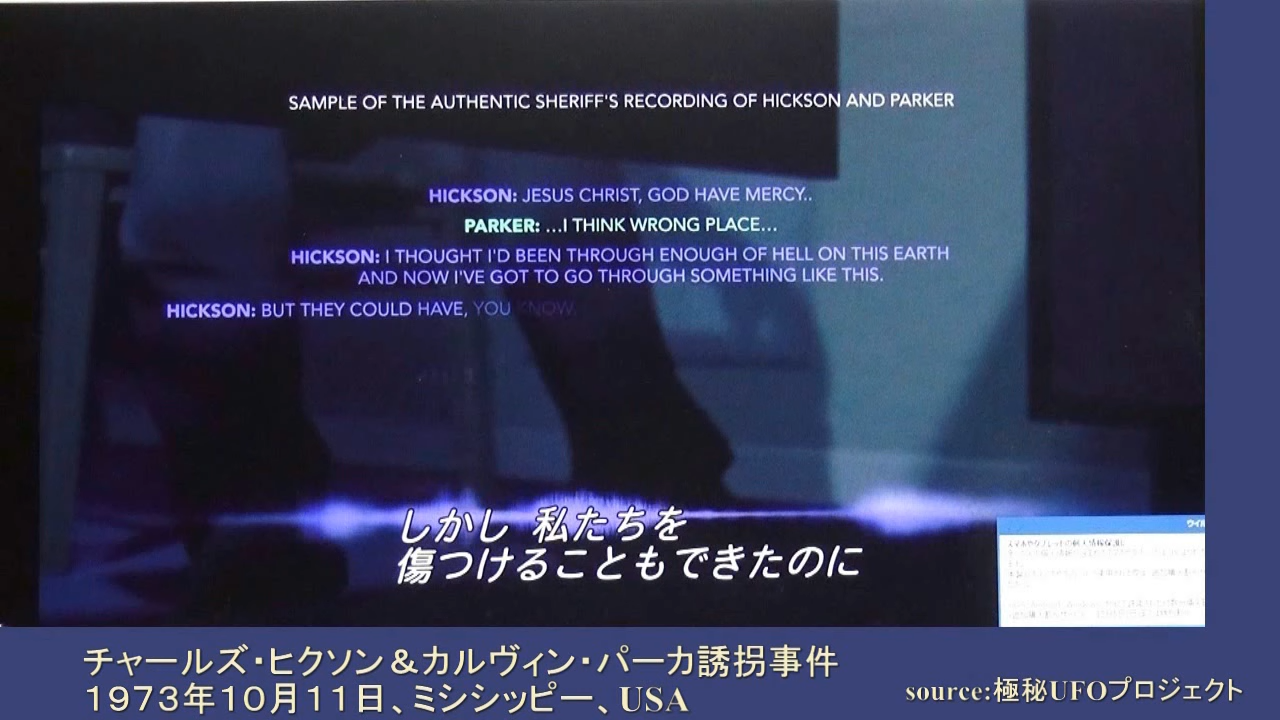 SAMPLE OF THE AUTHENTIC SHERIFF'S RECORDING OF HICKSON AND PARKER
HICKSON: JESUS CHRIST, GOD HAVE MERCY..
PARKER: ...I THINK WRONG PLACE...
HICKSON: I THOUGHT I'D BEEN THROUGH ENOUGH OF HELL ON THIS EARTH
AND NOW I'VE GOT TO GO THROUGH SOMETHING LIKE THIS.
HICKSON: BUT THEY COULD HAVE, YOU KNOW.
しかし 私たちを
傷つけることもできたのに
チャールズ・ヒクソン＆カルヴィン・パーカ誘拐事件
１９７３年１０月１１日、ミシシッピー、USA
source:極秘UFOプロジェクト